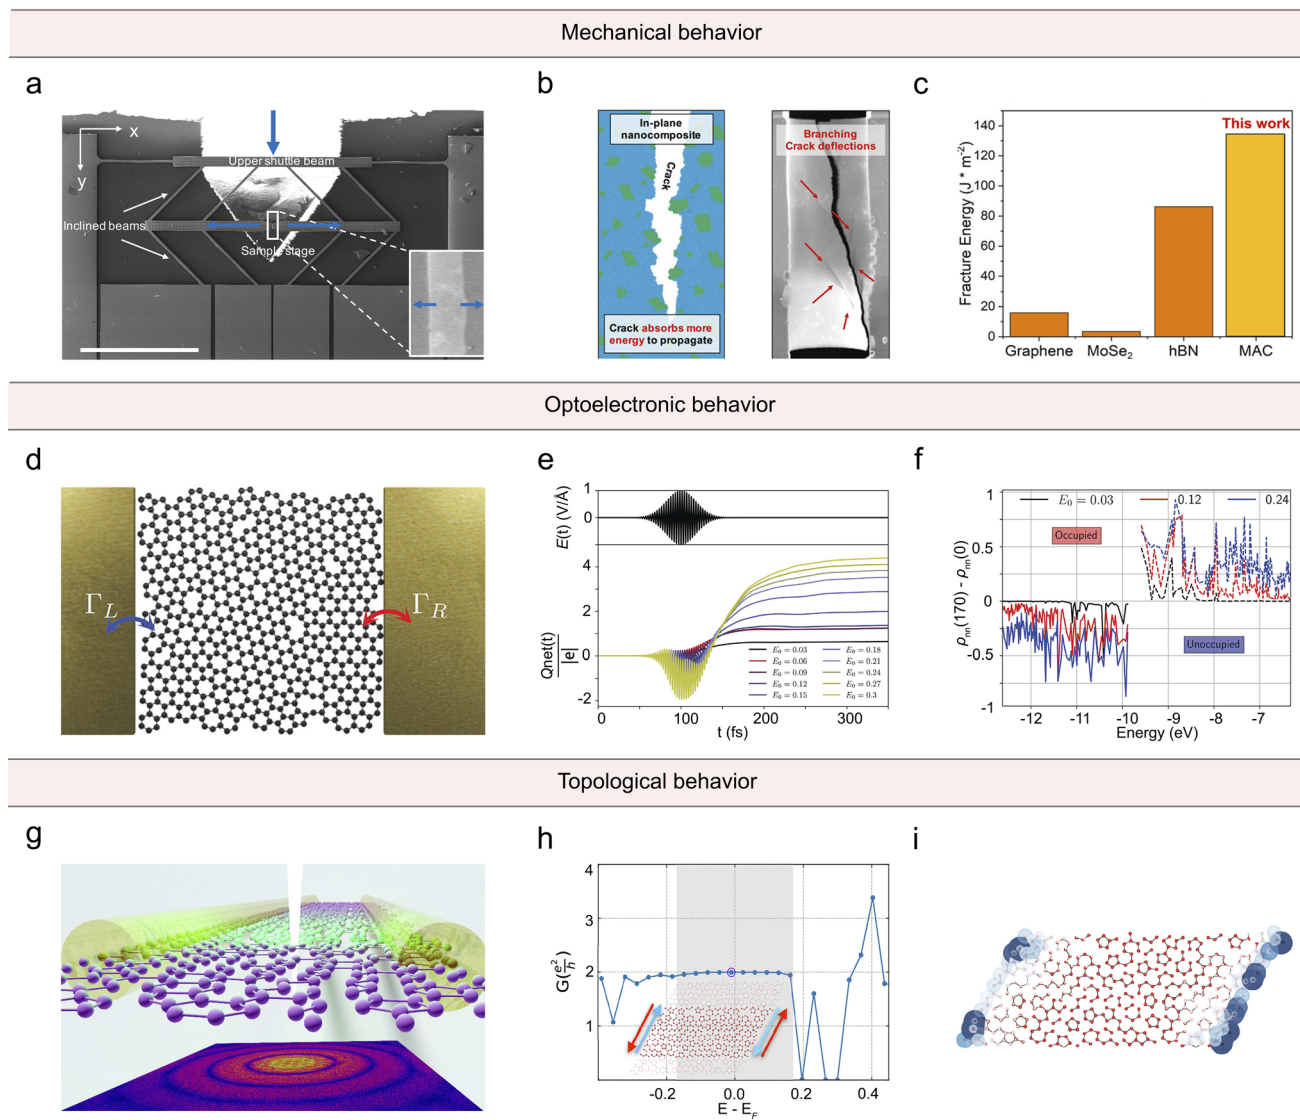 Mechanical behavior
a
x
y
Upper shuttle beam
Inclined beams
Sample stage
b
In-plane
nanocomposite
Crack
Crack absorbs more
energy to propagate
Branching
Crack deflections
c
This work
Fracture Energy (J * m⁻²)
140
120
100
80
60
40
20
0
Graphene MoSe₂ hBN MAC
Optoelectronic behavior
d
Γ_L
Γ_R
e
E(t) (V/Å)
1
0
Qnet(t)
|e|
4
2
0
-2
E₀ = 0.03 E₀ = 0.18
E₀ = 0.06 E₀ = 0.21
E₀ = 0.09 E₀ = 0.24
E₀ = 0.12 E₀ = 0.27
E₀ = 0.15 E₀ = 0.3
0 100 200 300
t (fs)
f
ρnn(170) - ρnn(0)
1
0.5
0
-0.5
-1
E₀ = 0.03 0.12 0.24
Occupied
Unoccupied
-12 -11 -10 -9 -8 -7
Energy (eV)
Topological behavior
g
h
G(e²/h)
4
3
2
1
-0.2 0.0 0.2 0.4
E - E_F
i